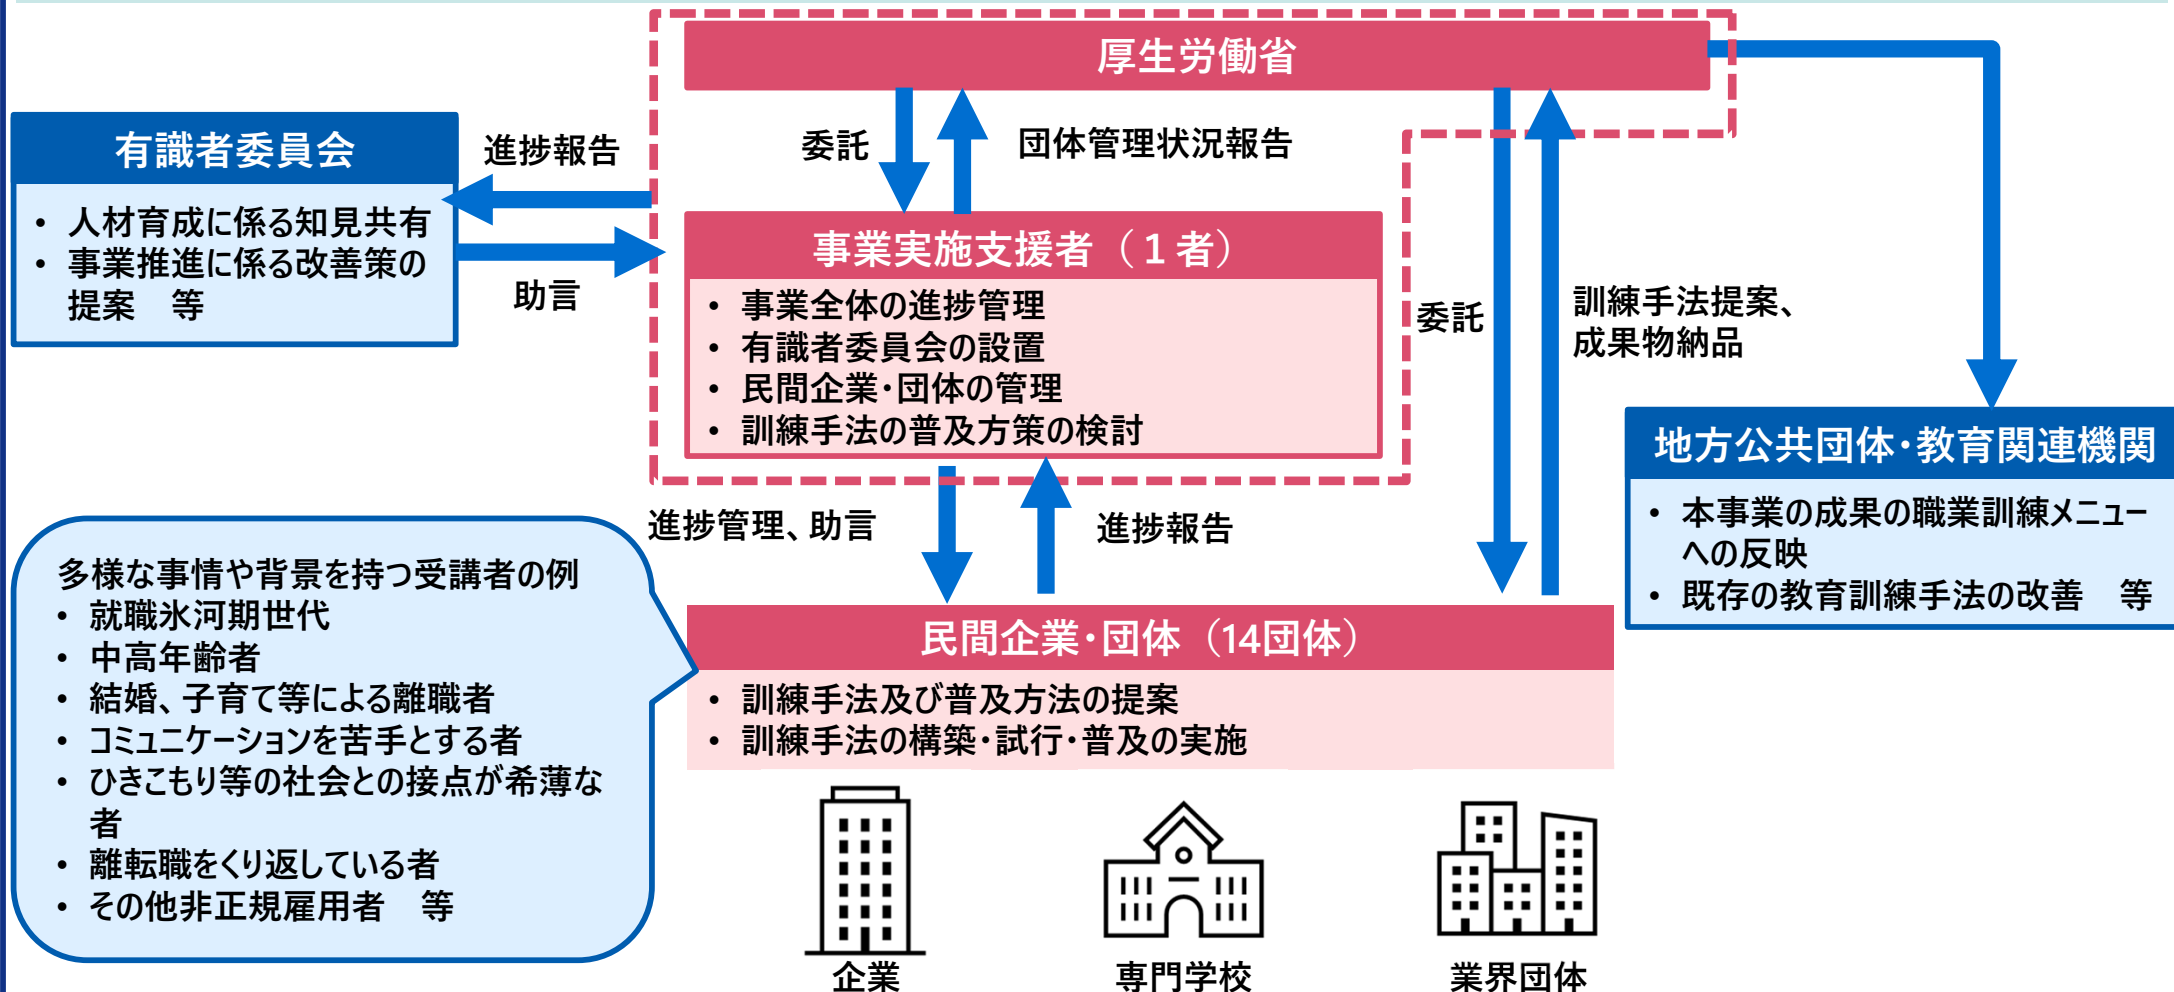 厚生労働省
有識者委員会
・ 人材育成に係る知見共有
・ 事業推進に係る改善策の
提案　等
進捗報告
助言
委託
団体管理状況報告
事業実施支援者（１者）
・ 事業全体の進捗管理
・ 有識者委員会の設置
・ 民間企業・団体の管理
・ 訓練手法の普及方策の検討
委託
訓練手法提案、
成果物納品
地方公共団体・教育関連機関
・ 本事業の成果の職業訓練メニュー
への反映
・ 既存の教育訓練手法の改善　等
進捗管理、助言
進捗報告
多様な事情や背景を持つ受講者の例
・ 就職氷河期世代
・ 中高年齢者
・ 結婚、子育て等による離職者
・ コミュニケーションを苦手とする者
・ ひきこもり等の社会との接点が希薄な
者
・ 離転職をくり返している者
・ その他非正規雇用者　等
民間企業・団体（14団体）
・ 訓練手法及び普及方法の提案
・ 訓練手法の構築・試行・普及の実施
企業
専門学校
業界団体